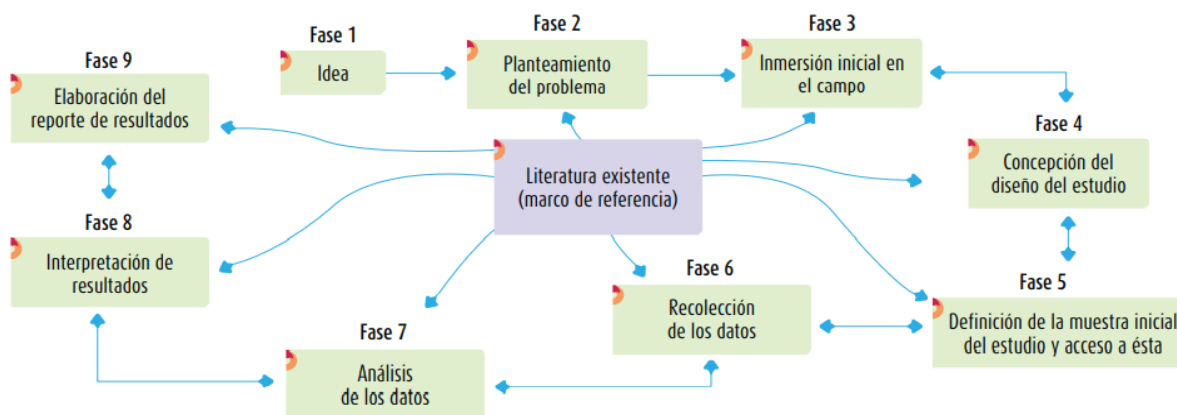 Fase 1
Idea
Fase 2
Planteamiento
del problema
Fase 3
Inmersión inicial en
el campo
Fase 4
Concepción del
diseño del estudio
Fase 5
Definición de la muestra inicial
del estudio y acceso a ésta
Fase 6
Recolección
de los datos
Fase 7
Análisis
de los datos
Fase 8
Interpretación de
resultados
Fase 9
Elaboración del
reporte de resultados
Literatura existente
(marco de referencia)